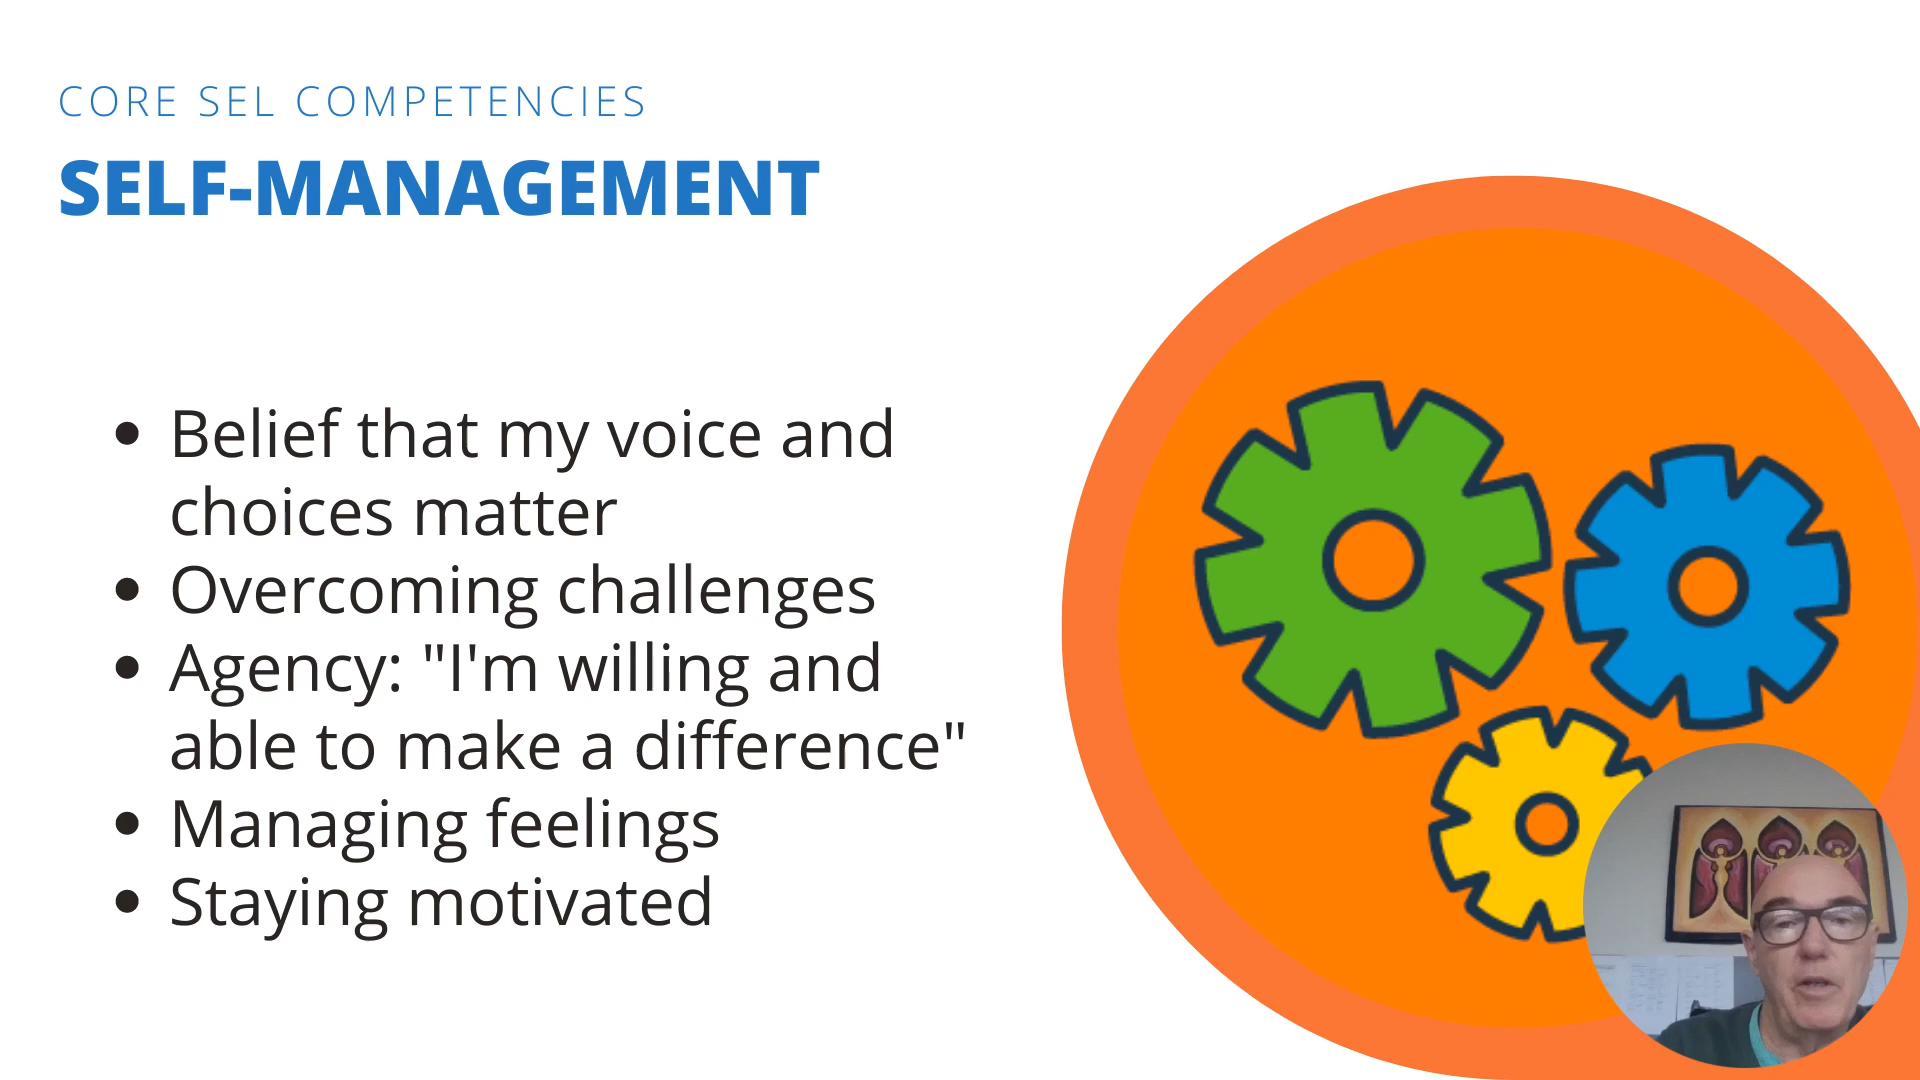 CORE SEL COMPETENCIES
SELF-MANAGEMENT
• Belief that my voice and
choices matter
• Overcoming challenges
• Agency: "I'm willing and
able to make a difference"
• Managing feelings
• Staying motivated